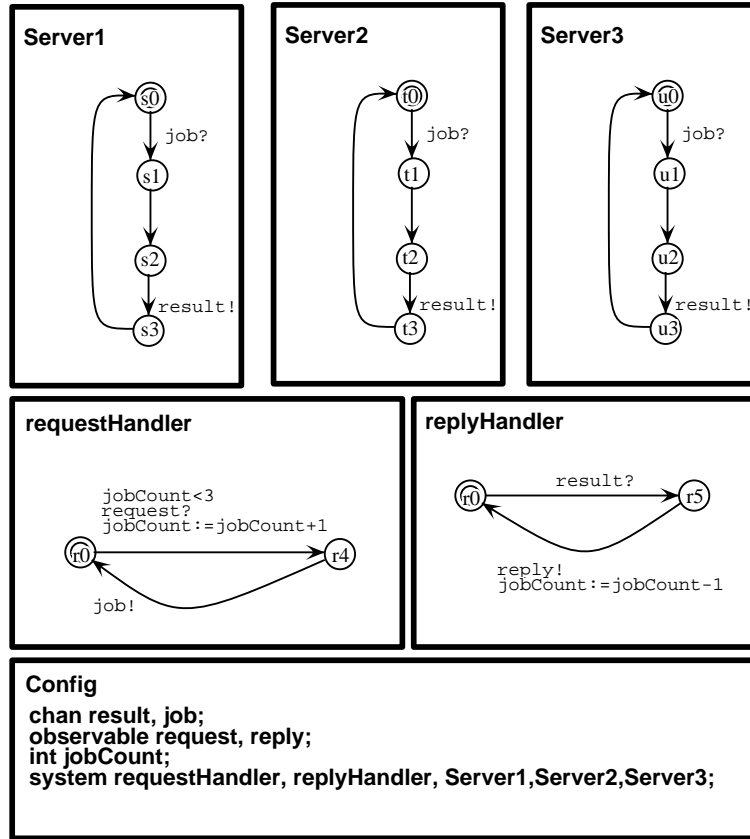 Server1
s0
job?
s1
s2
result!
s3
Server2
t0
job?
t1
t2
result!
t3
Server3
u0
job?
u1
u2
result!
u3
requestHandler
jobCount<3
request?
jobCount:=jobCount+1
r0
r4
job!
replyHandler
result?
r0
r5
reply!
jobCount:=jobCount-1
Config
chan result, job;
observable request, reply;
int jobCount;
system requestHandler, replyHandler, Server1,Server2,Server3;